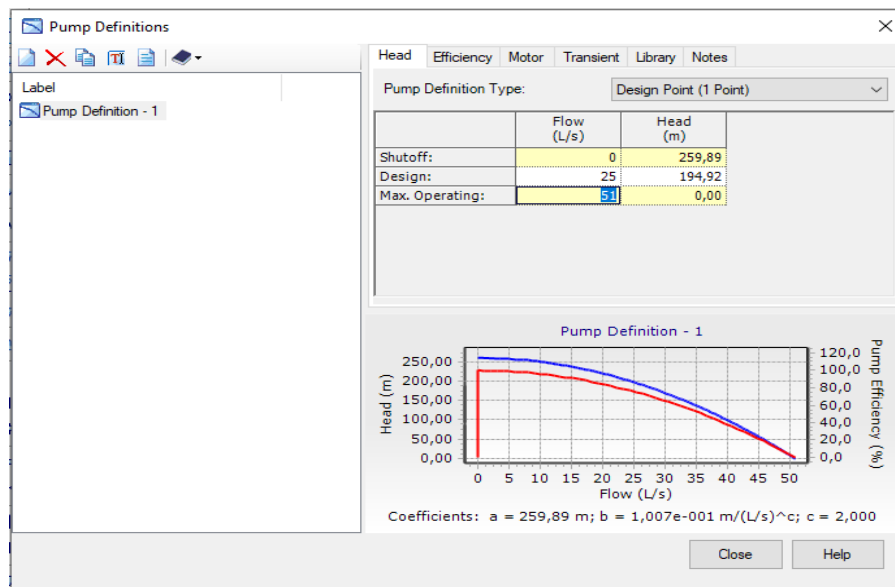 Pump Definitions
Label
Pump Definition - 1
Head Efficiency Motor Transient Library Notes
Pump Definition Type: Design Point (1 Point)
Flow (L/s) Head (m)
Shutoff: 0 259,89
Design: 25 194,92
Max. Operating: 51 0,00
Pump Definition - 1
Head (m)
250,00
200,00
150,00
100,00
50,00
0,00
120,0
100,0
80,0
60,0
40,0
20,0
0,0
Pump Efficiency (%)
0 5 10 15 20 25 30 35 40 45 50
Flow (L/s)
Coefficients: a = 259,89 m; b = 1,007e-001 m/(L/s)^c; c = 2,000
Close Help